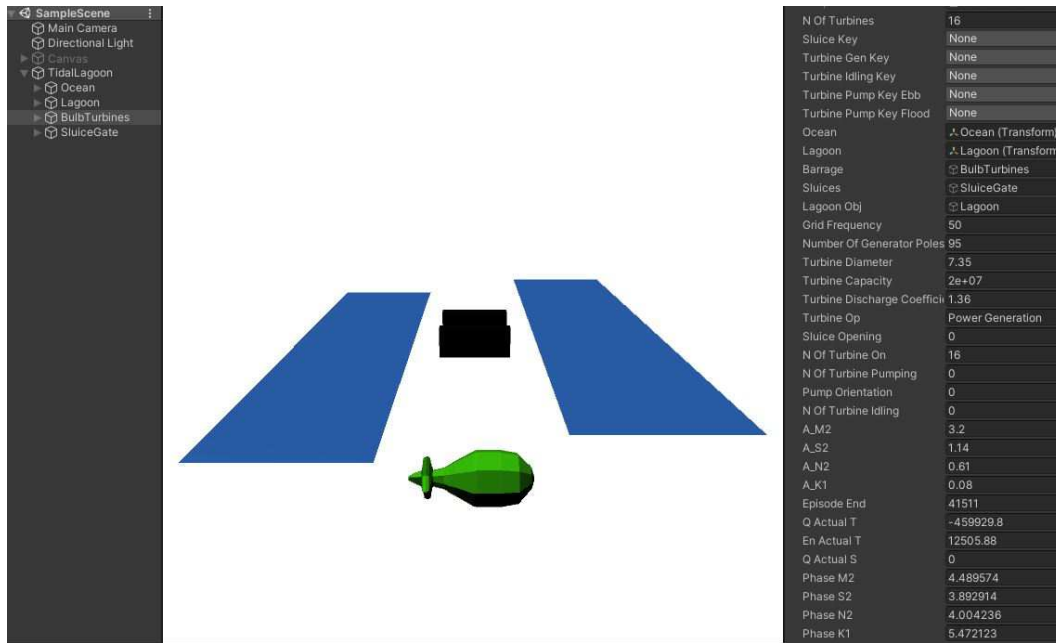 SampleScene
Main Camera
Directional Light
Canvas
TidalLagoon
Ocean
Lagoon
BulbTurbines
SluiceGate
N Of Turbines 16
Sluice Key None
Turbine Gen Key None
Turbine Idling Key None
Turbine Pump Key Ebb None
Turbine Pump Key Flood None
Ocean Ocean (Transform)
Lagoon Lagoon (Transform
Barrage BulbTurbines
Sluices SluiceGate
Lagoon Obj Lagoon
Grid Frequency 50
Number Of Generator Poles 95
Turbine Diameter 7.35
Turbine Capacity 2e+07
Turbine Discharge Coeffici 1.36
Turbine Op Power Generation
Sluice Opening 0
N Of Turbine On 16
N Of Turbine Pumping 0
Pump Orientation 0
N Of Turbine Idling 0
A_M2 3.2
A_S2 1.14
A_N2 0.61
A_K1 0.08
Episode End 41511
Q Actual T -459929.8
En Actual T 12505.88
Q Actual S 0
Phase M2 4.489574
Phase S2 3.892914
Phase N2 4.004236
Phase K1 5.472123